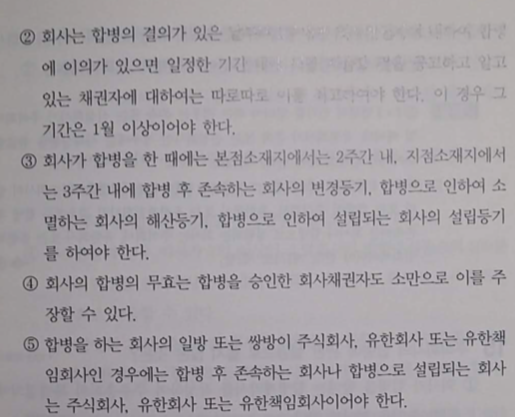 ② 회사는 합병의 결의가 있은
에 이의가 있으면 일정한 기간 공고하고 알고
있는 채권자에 대하여는 따로따로 이를 최고하여야 한다. 이 경우 그
기간은 1월 이상이어야 한다.
③ 회사가 합병을 한 때에는 본점소재지에서는 2주간 내, 지점소재지에서
는 3주간 내에 합병 후 존속하는 회사의 변경등기, 합병으로 인하여 소
멸하는 회사의 해산등기, 합병으로 인하여 설립되는 회사의 설립등기
를 하여야 한다.
④ 회사의 합병의 무효는 합병을 승인한 회사채권자도 소만으로 이를 주
장할 수 있다.
⑤ 합병을 하는 회사의 일방 또는 쌍방이 주식회사, 유한회사 또는 유한책
임회사인 경우에는 합병 후 존속하는 회사나 합병으로 설립되는 회사
는 주식회사, 유한회사 또는 유한책임회사이어야 한다.